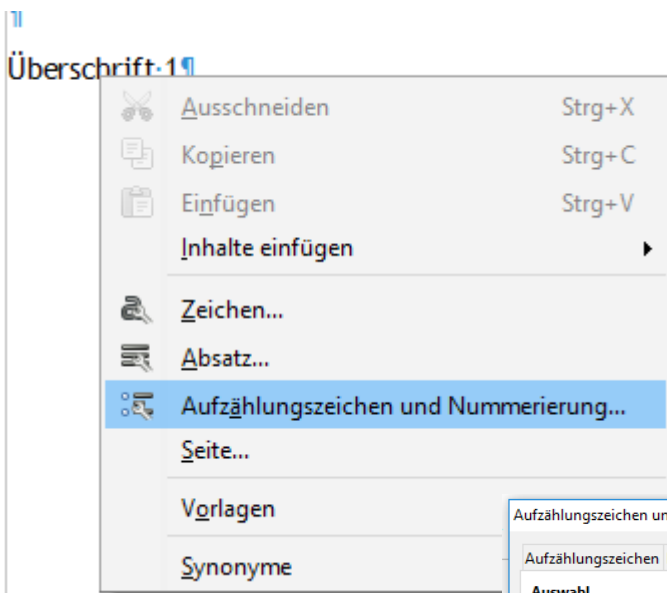 ¶
Überschrift·1¶
Ausschneiden Strg+X
Kopieren Strg+C
Einfügen Strg+V
Inhalte einfügen
Zeichen...
Absatz...
Aufzählungszeichen und Nummerierung...
Seite...
Vorlagen
Aufzählungszeichen un
Aufzählungszeichen
Synonyme
Auswahl